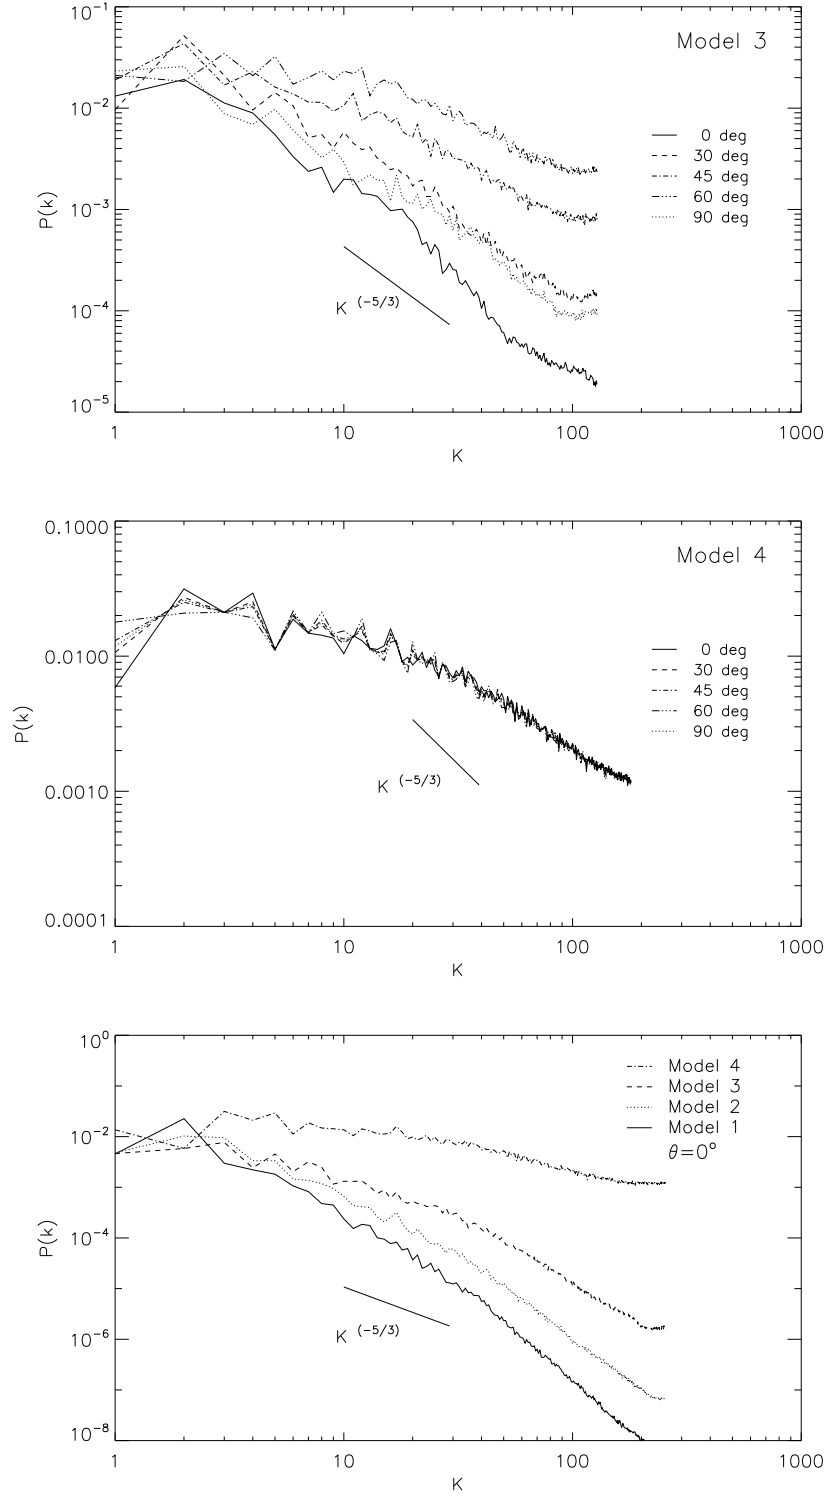 Model 3
10^-1
10^-2
10^-3
10^-4
10^-5
P(k)
0 deg
30 deg
45 deg
60 deg
90 deg
K^(-5/3)
1 10 100 1000
K
Model 4
0.1000
0.0100
0.0010
0.0001
P(k)
0 deg
30 deg
45 deg
60 deg
90 deg
K^(-5/3)
1 10 100 1000
K
10^0
10^-2
10^-4
10^-6
10^-8
P(k)
Model 4
Model 3
Model 2
Model 1
θ=0°
K^(-5/3)
1 10 100 1000
K